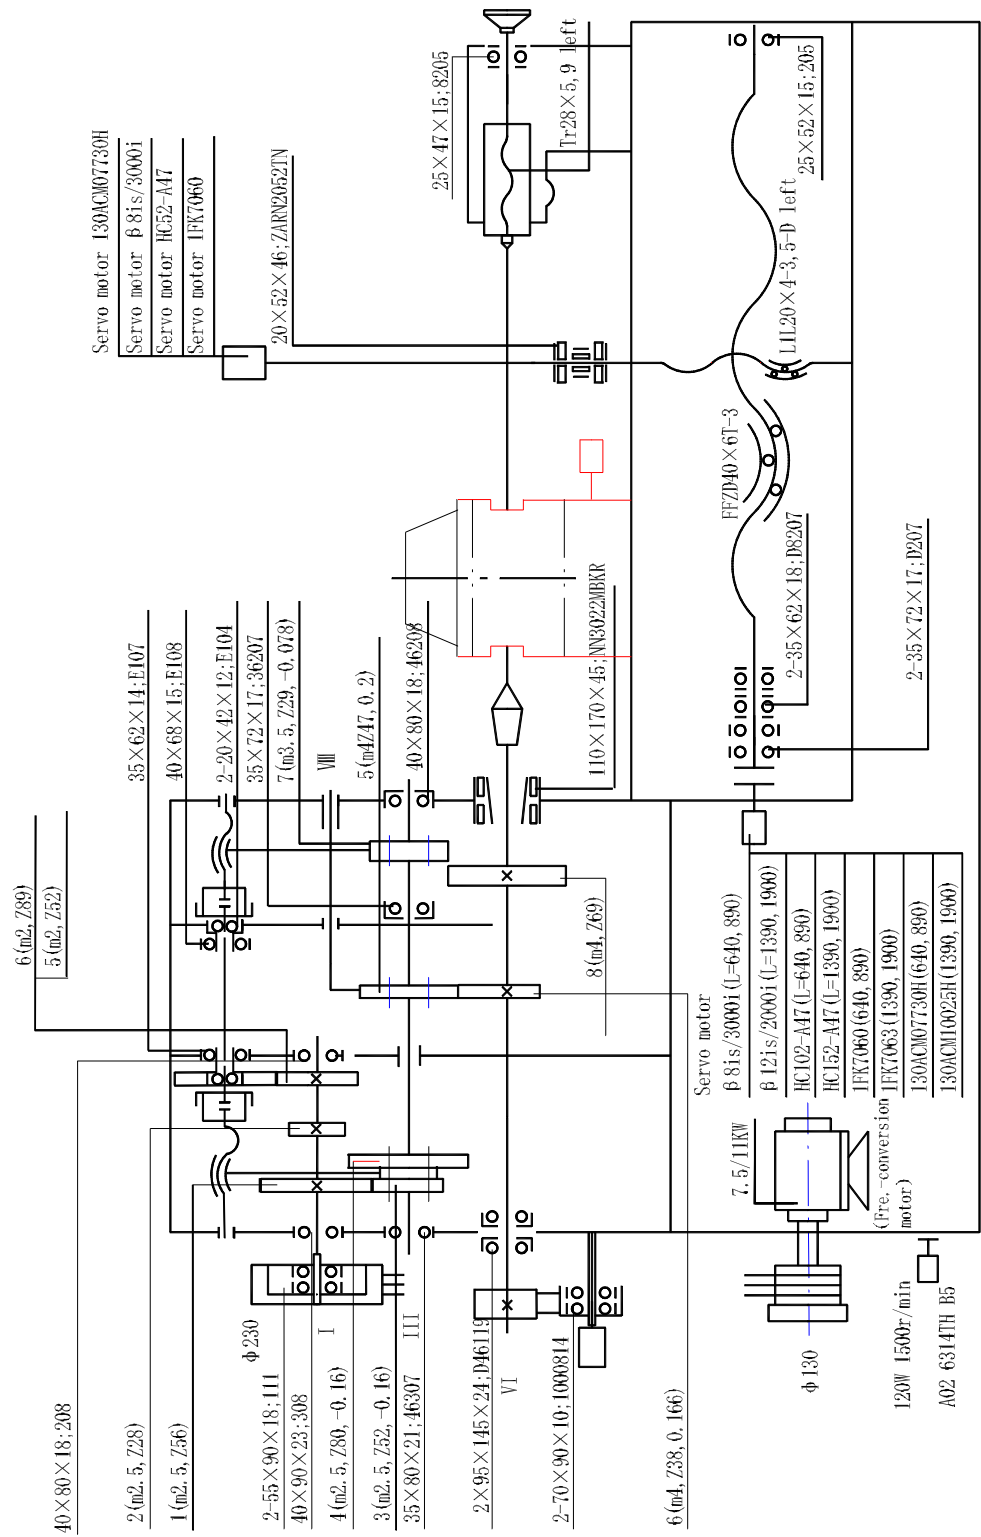 Servo motor 130ACM07730H
Servo motor β8is/3000i
Servo motor HC52-A47
Servo motor 1FK7060
20×52×46;ZARN2052TN
25×47×15;8205
Tr28×5,9 left
25×52×15;205
L1L20×4-3,5-D left
FFZD40×6T-3
2-35×62×18;D8207
2-35×72×17;D207
6(m2,Z89)
5(m2,Z52)
35×62×14;E107
40×68×15;E108
2-20×42×12;E104
35×72×17;36207
7(m3.5,Z29,-0.078)
VIII
5(m4Z47,0.2)
40×80×18;46208
110×170×45;NN3022MBKR
8(m4,Z69)
Servo motor
β8is/3000i(L=640,890)
β12is/2000i(L=1390,1900)
HC102-A47(L=640,890)
HC152-A47(L=1390,1900)
1FK7060(640,890)
1FK7063(1390,1900)
130ACM07730H(640,890)
130ACM10025H(1390,1900)
7.5/11KW
(Fre,-conversion
motor)
40×80×18;208
2(m2.5,Z28)
1(m2.5,Z56)
φ230
2-55×90×18;111
40×90×23;308
I
4(m2.5,Z80,-0.16)
3(m2.5,Z52,-0.16)
III
35×80×21;46307
2×95×145×24;D46119
VI
2-70×90×10;1000814
6(m4,Z38,0.166)
φ130
120W 1500r/min
A02 6314TH B5